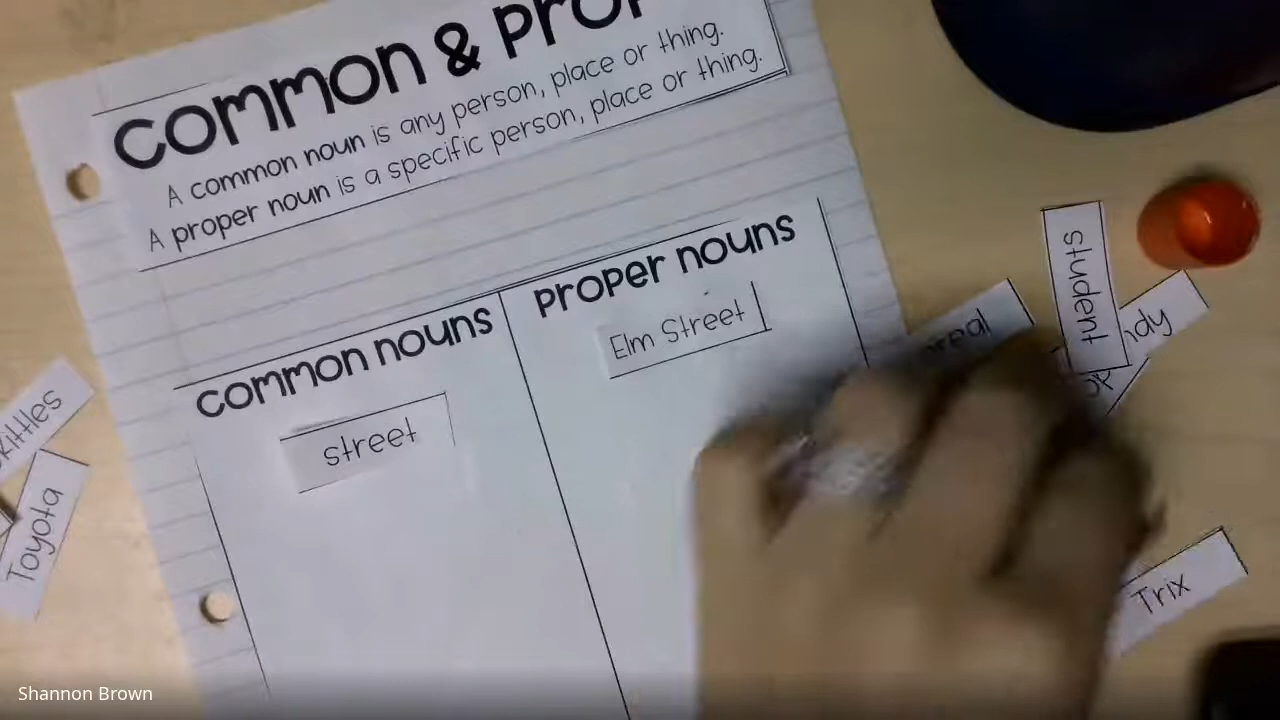 common &
A common noun is any person, place or thing.
A proper noun is a specific person, place or thing.
common nouns
proper nouns
street
Elm Street
student
Toyota
Trix
Shannon Brown